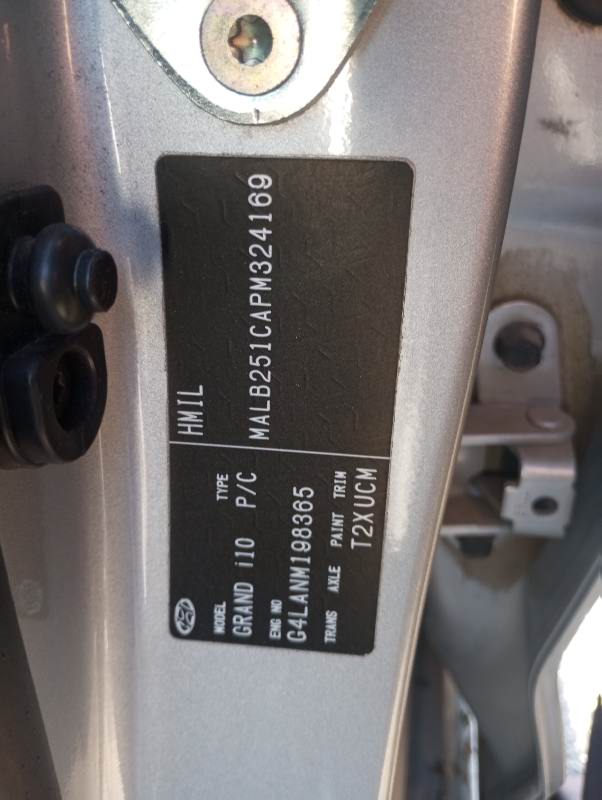 HMIL
MALB251CAPM324169
MODEL TYPE
GRAND i10 P/C
ENG NO
G4LANM198365
TRANS AXLE PAINT TRIM
T2X UCM